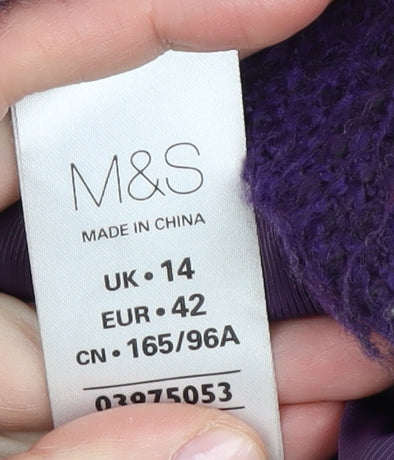 M&S
MADE IN CHINA
UK • 14
EUR • 42
CN • 165/96A
03975053